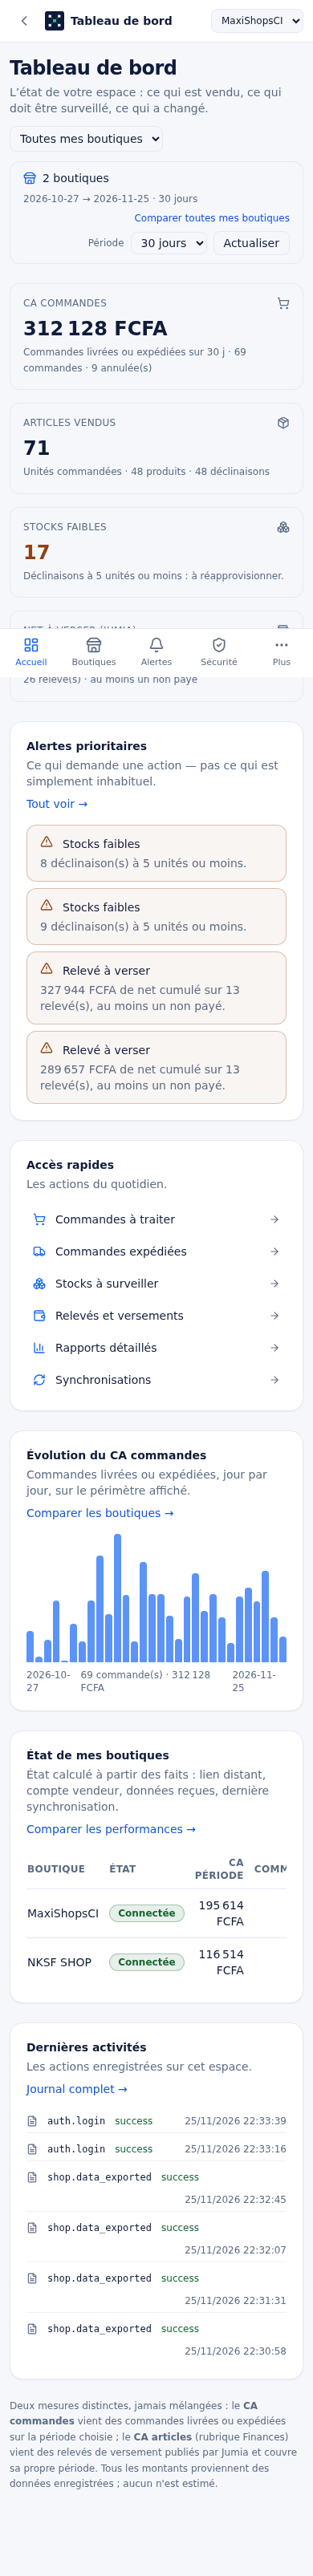 Tableau de bord
MaxiShopsCI
Tableau de bord
L'état de votre espace : ce qui est vendu, ce qui
doit être surveillé, ce qui a changé.
Toutes mes boutiques
2 boutiques
2026-10-27 → 2026-11-25 · 30 jours
Comparer toutes mes boutiques
Période
30 jours
Actualiser
CA COMMANDES
312 128 FCFA
Commandes livrées ou expédiées sur 30 j · 69
commandes · 9 annulée(s)
ARTICLES VENDUS
71
Unités commandées · 48 produits · 48 déclinaisons
STOCKS FAIBLES
17
Déclinaisons à 5 unités ou moins : à réapprovisionner.
Accueil
Boutiques
Alertes
Sécurité
Plus
26 relevé(s) · au moins un non payé
Alertes prioritaires
Ce qui demande une action — pas ce qui est
simplement inhabituel.
Tout voir →
Stocks faibles
8 déclinaison(s) à 5 unités ou moins.
Stocks faibles
9 déclinaison(s) à 5 unités ou moins.
Relevé à verser
327 944 FCFA de net cumulé sur 13
relevé(s), au moins un non payé.
Relevé à verser
289 657 FCFA de net cumulé sur 13
relevé(s), au moins un non payé.
Accès rapides
Les actions du quotidien.
Commandes à traiter
Commandes expédiées
Stocks à surveiller
Relevés et versements
Rapports détaillés
Synchronisations
Évolution du CA commandes
Commandes livrées ou expédiées, jour par
jour, sur le périmètre affiché.
Comparer les boutiques →
2026-10-27
69 commande(s) · 312 128 FCFA
2026-11-25
État de mes boutiques
État calculé à partir des faits : lien distant,
compte vendeur, données reçues, dernière
synchronisation.
Comparer les performances →
BOUTIQUE ÉTAT CA PÉRIODE COMM
MaxiShopsCI Connectée 195 614 FCFA
NKSF SHOP Connectée 116 514 FCFA
Dernières activités
Les actions enregistrées sur cet espace.
Journal complet →
auth.login success 25/11/2026 22:33:39
auth.login success 25/11/2026 22:33:16
shop.data_exported success
25/11/2026 22:32:45
shop.data_exported success
25/11/2026 22:32:07
shop.data_exported success
25/11/2026 22:31:31
shop.data_exported success
25/11/2026 22:30:58
Deux mesures distinctes, jamais mélangées : le CA
commandes vient des commandes livrées ou expédiées
sur la période choisie ; le CA articles (rubrique Finances)
vient des relevés de versement publiés par Jumia et couvre
sa propre période. Tous les montants proviennent des
données enregistrées ; aucun n'est estimé.